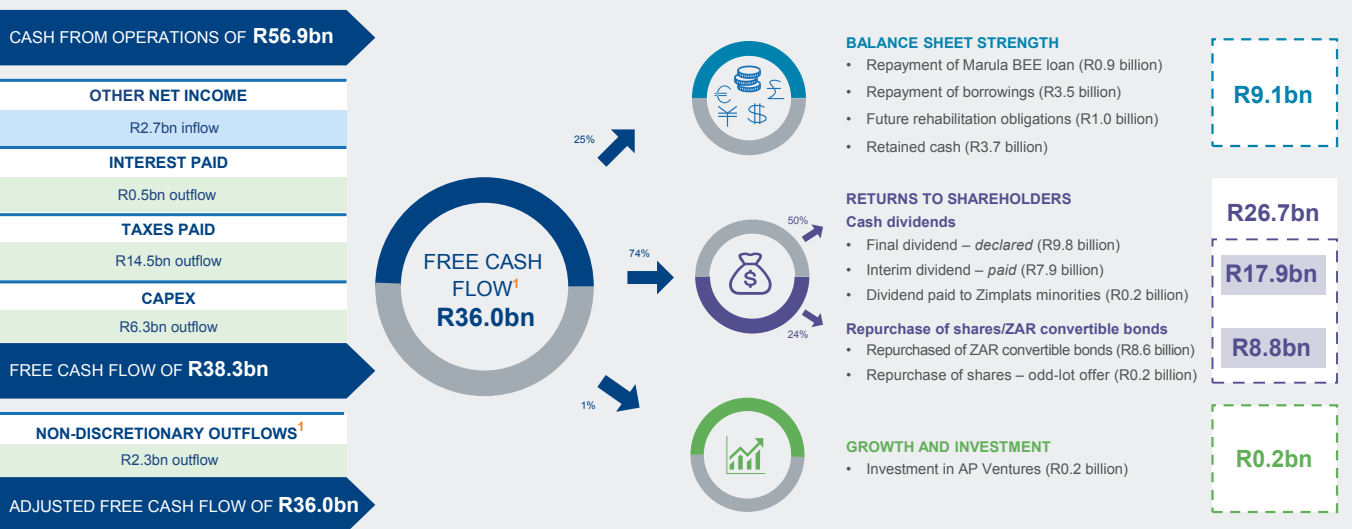 CASH FROM OPERATIONS OF R56.9bn
OTHER NET INCOME
R2.7bn inflow
INTEREST PAID
R0.5bn outflow
TAXES PAID
R14.5bn outflow
CAPEX
R6.3bn outflow
FREE CASH FLOW OF R38.3bn
NON-DISCRETIONARY OUTFLOWS1
R2.3bn outflow
ADJUSTED FREE CASH FLOW OF R36.0bn
FREE CASH
FLOW1
R36.0bn
25%
74%
1%
€ £
¥ $
BALANCE SHEET STRENGTH
• Repayment of Marula BEE loan (R0.9 billion)
• Repayment of borrowings (R3.5 billion)
• Future rehabilitation obligations (R1.0 billion)
• Retained cash (R3.7 billion)
R9.1bn
$
50%
24%
RETURNS TO SHAREHOLDERS
Cash dividends
• Final dividend – declared (R9.8 billion)
• Interim dividend – paid (R7.9 billion)
• Dividend paid to Zimplats minorities (R0.2 billion)
Repurchase of shares/ZAR convertible bonds
• Repurchased of ZAR convertible bonds (R8.6 billion)
• Repurchase of shares – odd-lot offer (R0.2 billion)
R26.7bn
R17.9bn
R8.8bn
GROWTH AND INVESTMENT
• Investment in AP Ventures (R0.2 billion)
R0.2bn